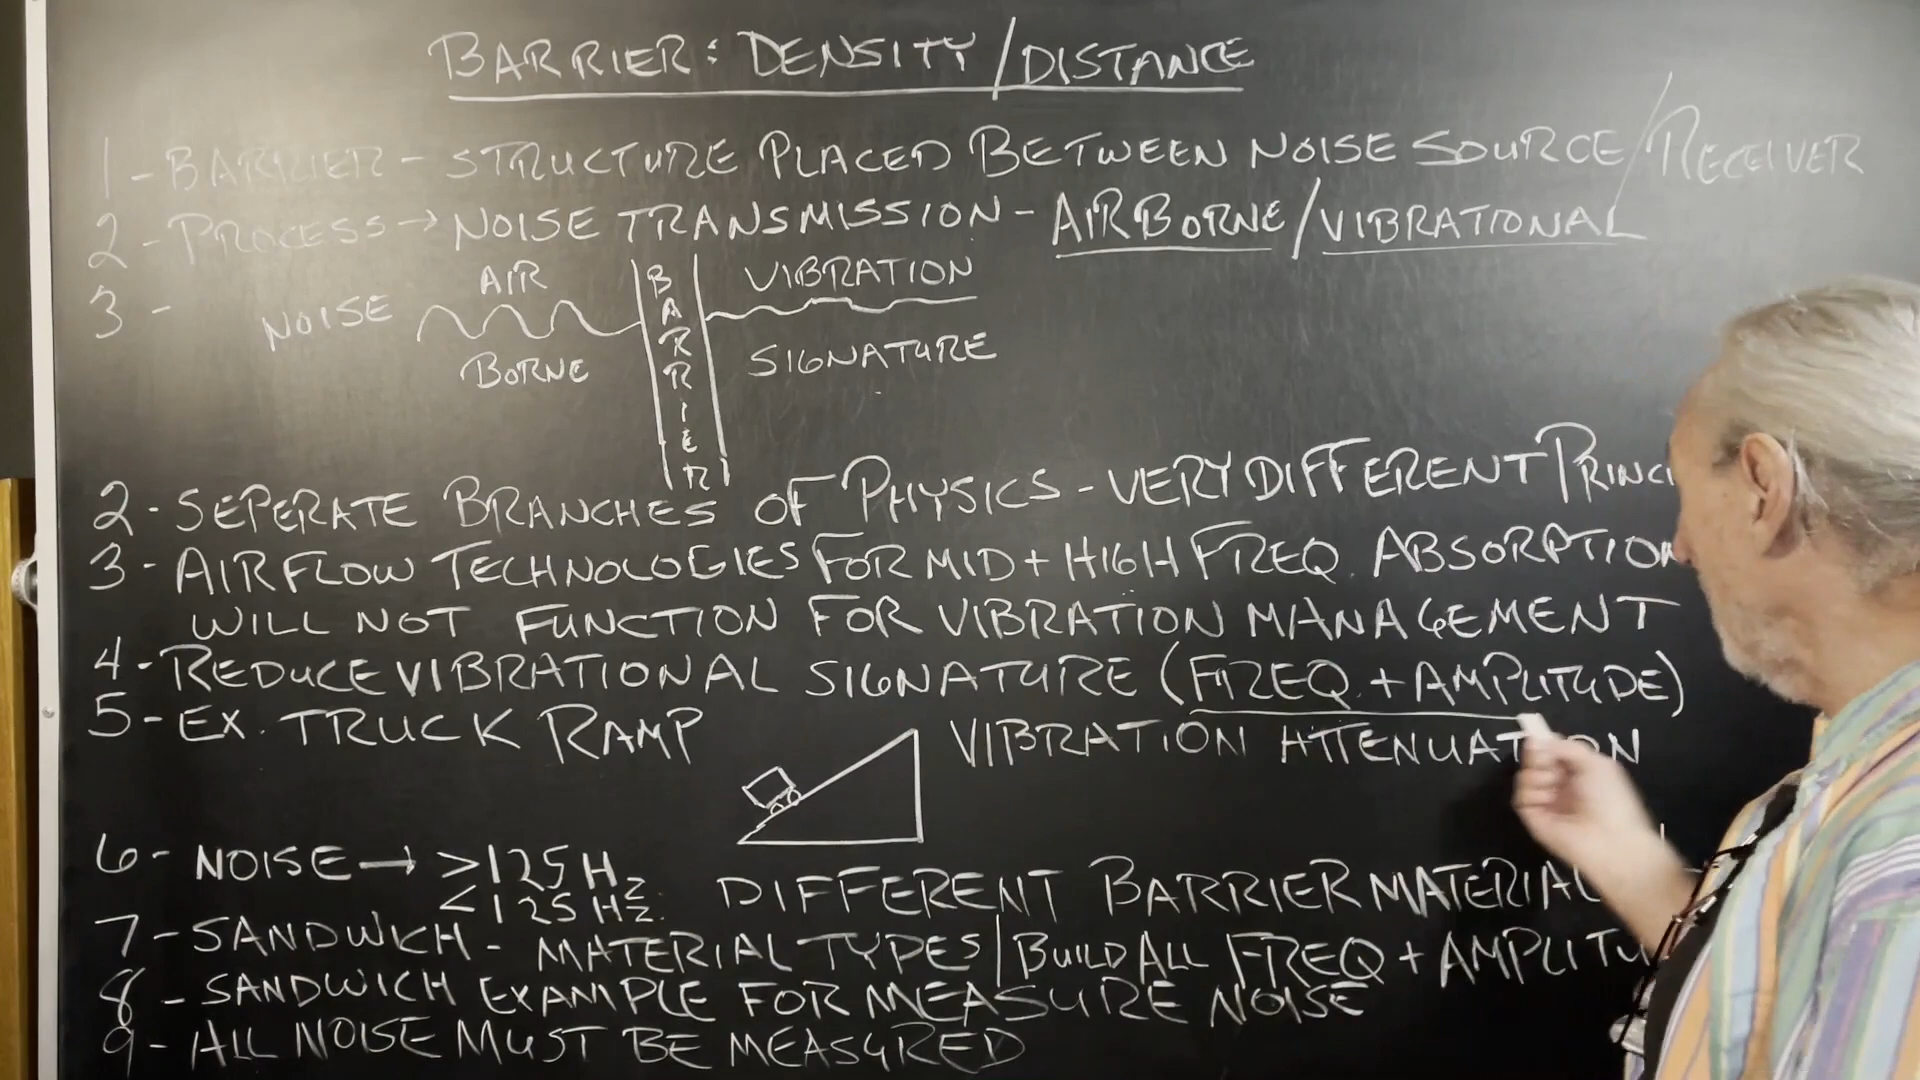 BARRIER: DENSITY/DISTANCE
1 - BARRIER - STRUCTURE PLACED BETWEEN NOISE SOURCE/RECEIVER
2 - PROCESS → NOISE TRANSMISSION - AIRBORNE/VIBRATIONAL
3 -
NOISE AIR BORNE
BARRIER
VIBRATION
SIGNATURE
2 - SEPERATE BRANCHES OF PHYSICS - VERY DIFFERENT PRINCI
3 - AIRFLOW TECHNOLOGIES FOR MID + HIGH FREQ. ABSORPTION
WILL NOT FUNCTION FOR VIBRATION MANAGEMENT
4 - REDUCE VIBRATIONAL SIGNATURE (FREQ. + AMPLITUDE)
5 - EX. TRUCK RAMP VIBRATION ATTENUATION
6 - NOISE → >125 HZ
<125 HZ. DIFFERENT BARRIER MATERIAL
7 - SANDWICH - MATERIAL TYPES | BUILD ALL FREQ + AMPLITU
8 - SANDWICH EXAMPLE FOR MEASURE NOISE
9 - ALL NOISE MUST BE MEASURED